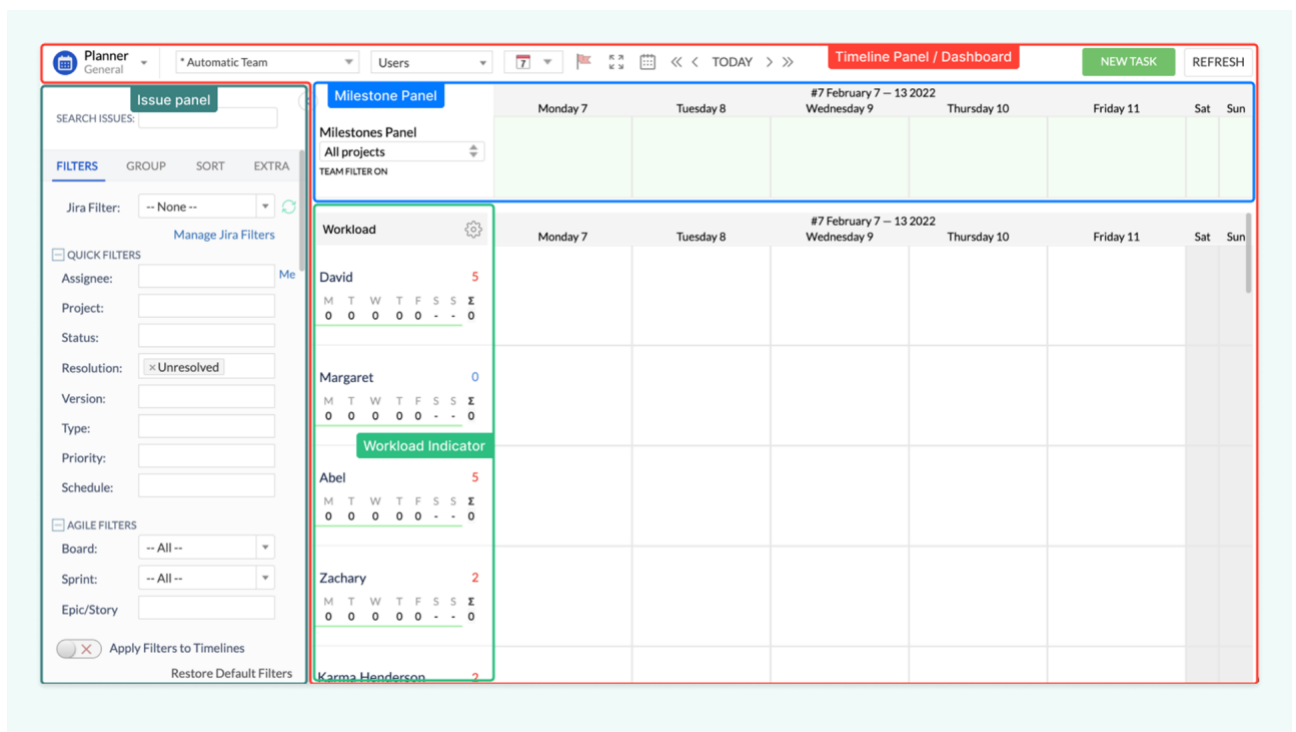 Planner
General
* Automatic Team
Users
7
TODAY
Timeline Panel / Dashboard
NEW TASK
REFRESH
Issue panel
SEARCH ISSUES:
FILTERS GROUP SORT EXTRA
Jira Filter: -- None --
Manage Jira Filters
QUICK FILTERS
Assignee: Me
Project:
Status:
Resolution: ×Unresolved
Version:
Type:
Priority:
Schedule:
AGILE FILTERS
Board: -- All --
Sprint: -- All --
Epic/Story
Apply Filters to Timelines
Restore Default Filters
Milestone Panel
Milestones Panel
All projects
TEAM FILTER ON
#7 February 7 — 13 2022
Monday 7 Tuesday 8 Wednesday 9 Thursday 10 Friday 11 Sat Sun
Workload
#7 February 7 — 13 2022
Monday 7 Tuesday 8 Wednesday 9 Thursday 10 Friday 11 Sat Sun
David 5
M T W T F S S Σ
0 0 0 0 0 - - 0
Margaret 0
M T W T F S S Σ
0 0 0 0 0 - - 0
Workload Indicator
Abel 5
M T W T F S S Σ
0 0 0 0 0 - - 0
Zachary 2
M T W T F S S Σ
0 0 0 0 0 - - 0
Karma Henderson 2